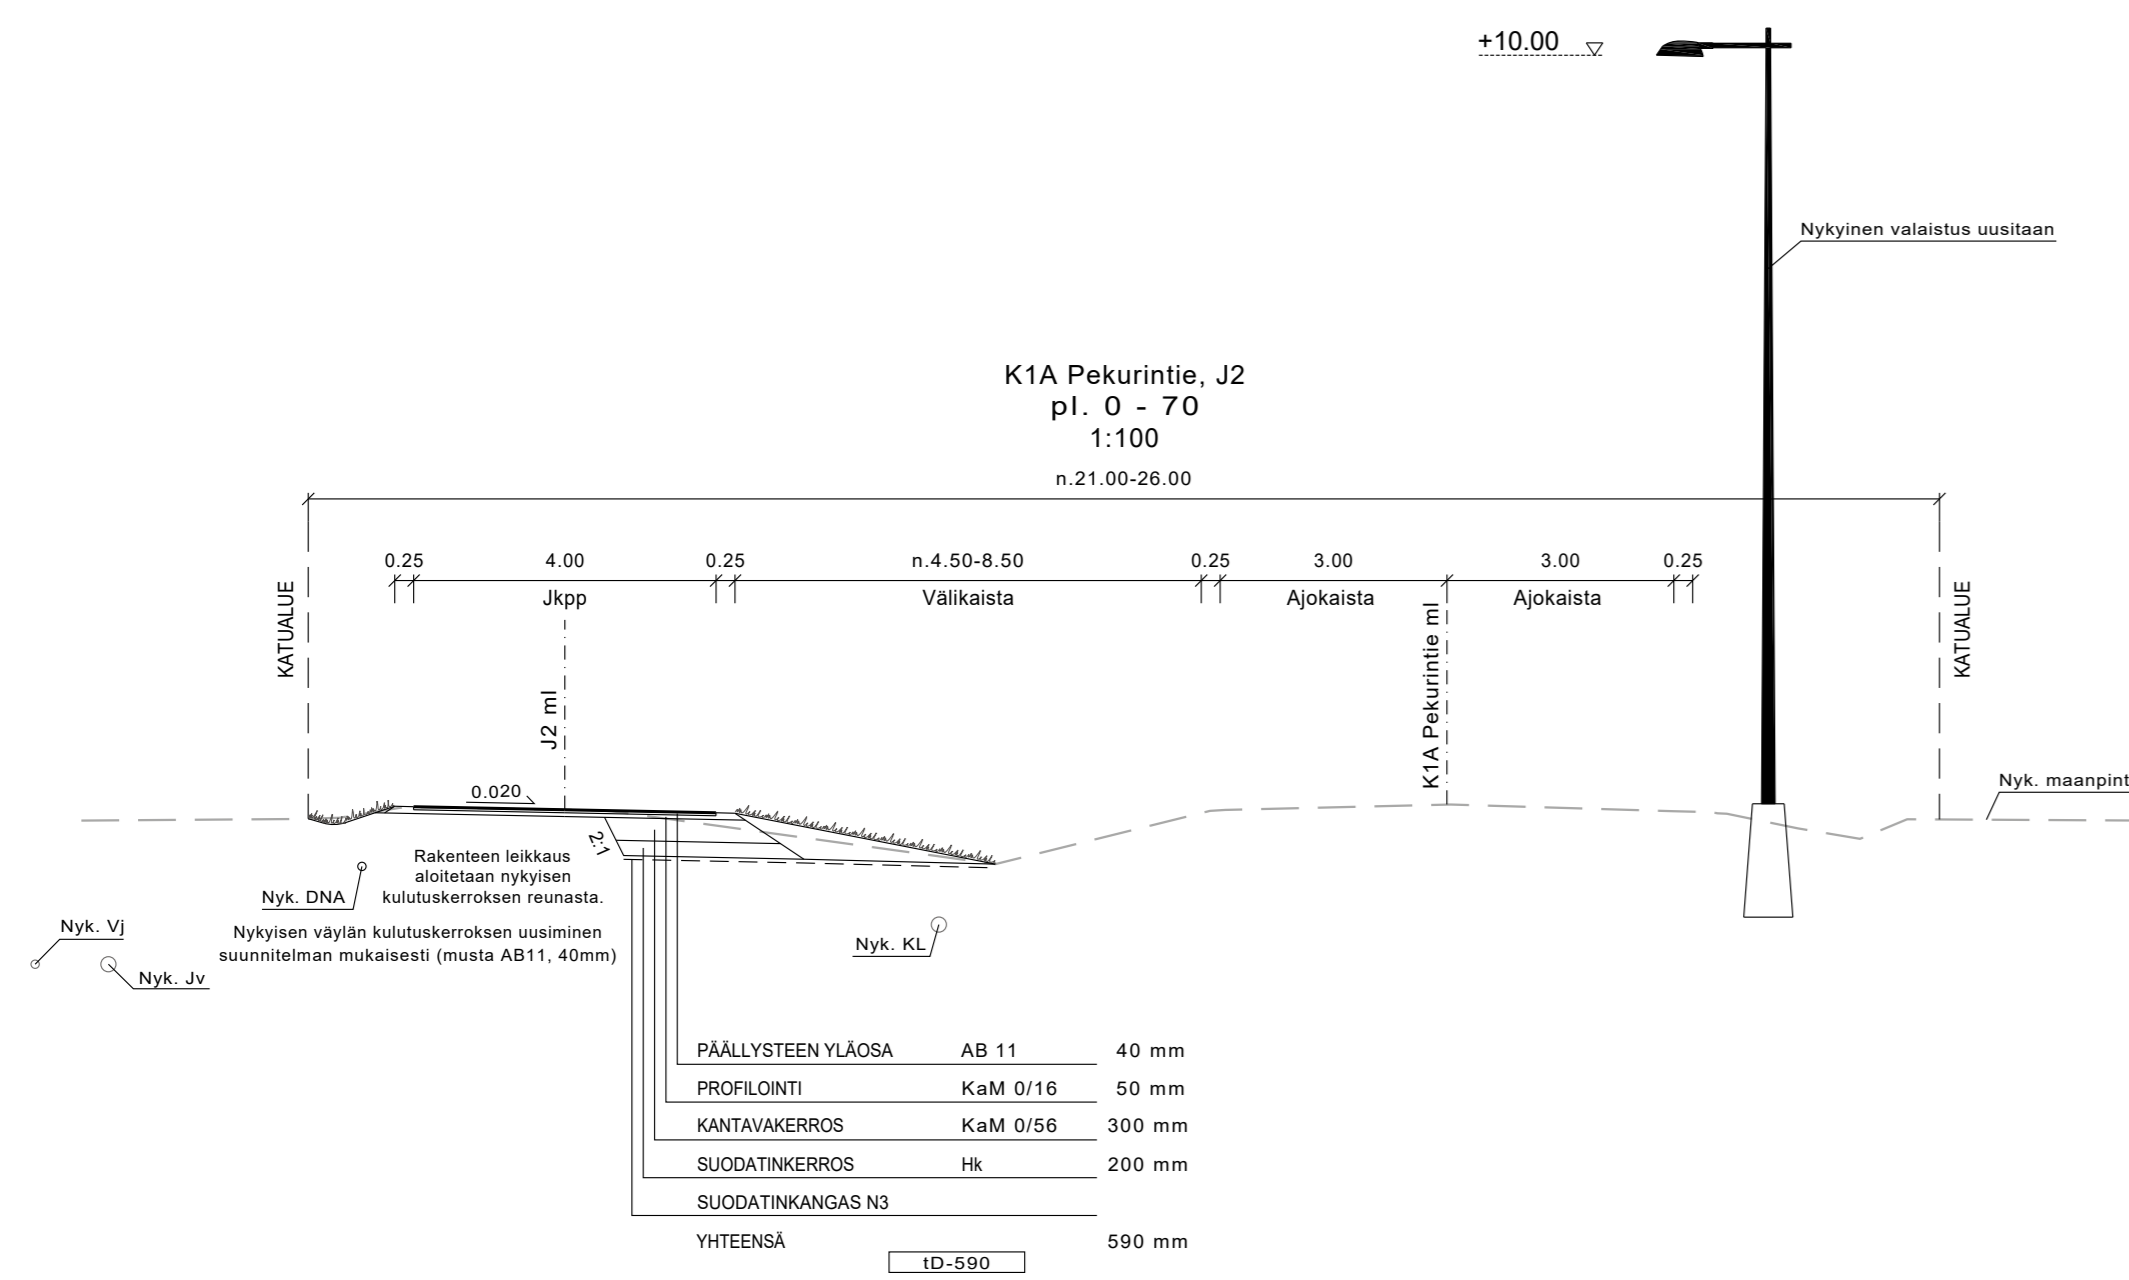 +10.00
Nykyinen valaistus uusitaan
K1A Pekurintie, J2
pl. 0 - 70
1:100
n.21.00-26.00
0.25 4.00 0.25 n.4.50-8.50 0.25 3.00 3.00 0.25
Jkpp Välikaista Ajokaista Ajokaista
KATUALUE
J2 ml
K1A Pekurintie ml
KATUALUE
0.020
Nyk. maanpint
2:1
Rakenteen leikkaus
aloitetaan nykyisen
kulutuskerroksen reunasta.
Nyk. DNA
Nyk. Vj
Nykyisen väylän kulutuskerroksen uusiminen
suunnitelman mukaisesti (musta AB11, 40mm)
Nyk. KL
Nyk. Jv
PÄÄLLYSTEEN YLÄOSA AB 11 40 mm
PROFILOINTI KaM 0/16 50 mm
KANTAVAKERROS KaM 0/56 300 mm
SUODATINKERROS Hk 200 mm
SUODATINKANGAS N3
YHTEENSÄ 590 mm
tD-590